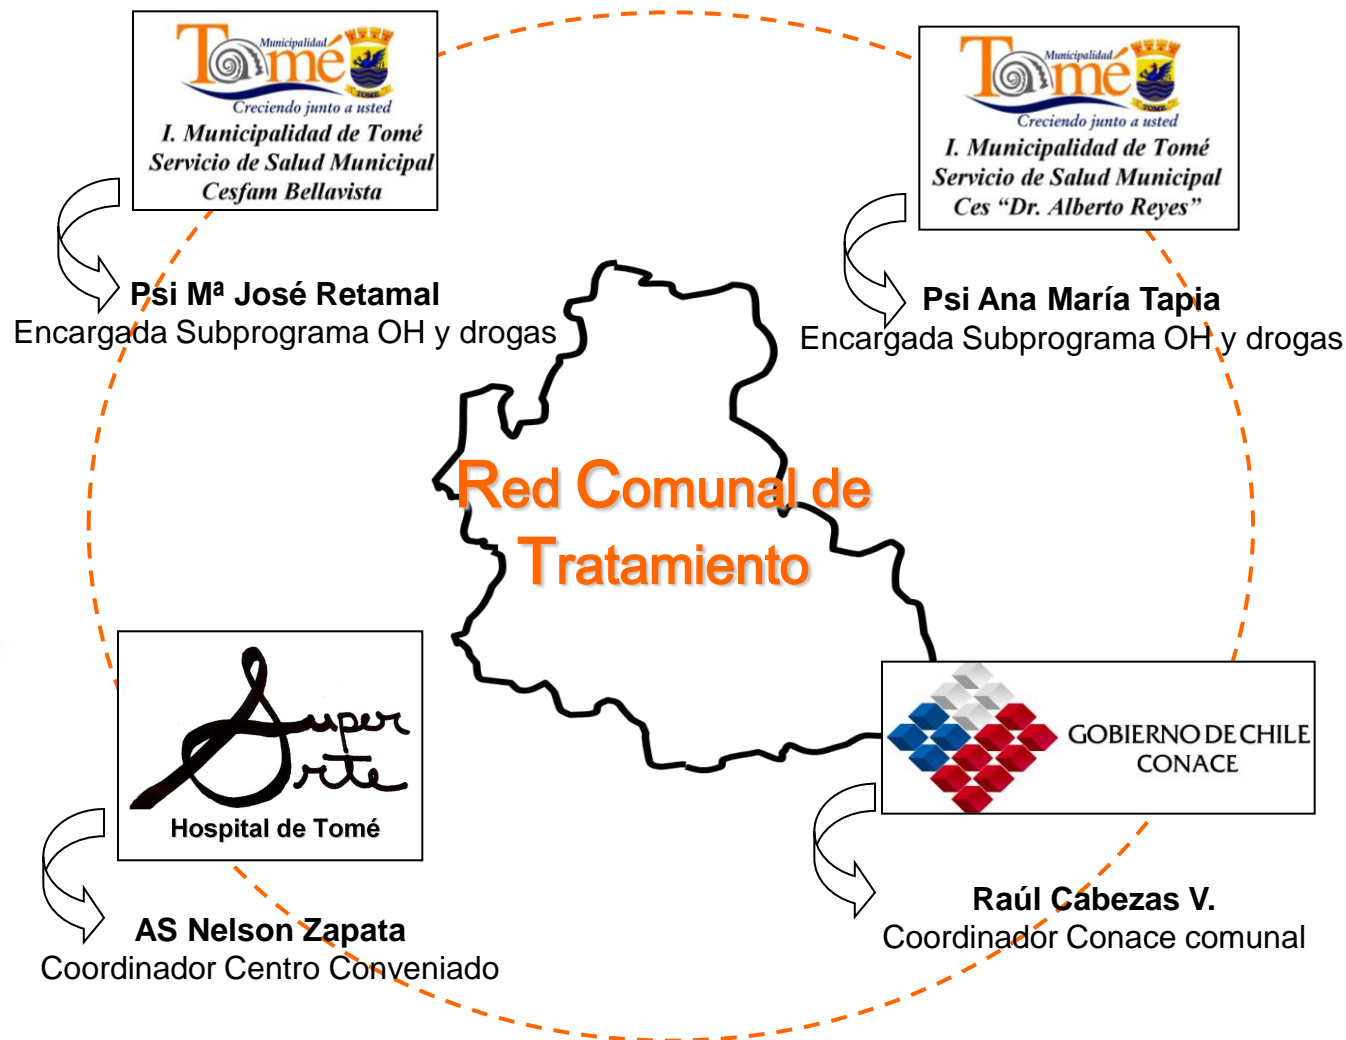 Municipalidad
Tomé
TOME
Creciendo junto a usted
I. Municipalidad de Tomé
Servicio de Salud Municipal
Cesfam Bellavista
Psi Mª José Retamal
Encargada Subprograma OH y drogas
Municipalidad
Tomé
TOME
Creciendo junto a usted
I. Municipalidad de Tomé
Servicio de Salud Municipal
Ces “Dr. Alberto Reyes”
Psi Ana María Tapia
Encargada Subprograma OH y drogas
Red Comunal de
Tratamiento
Super
Arte
Hospital de Tomé
AS Nelson Zapata
Coordinador Centro Conveniado
GOBIERNO DE CHILE
CONACE
Raúl Cabezas V.
Coordinador Conace comunal